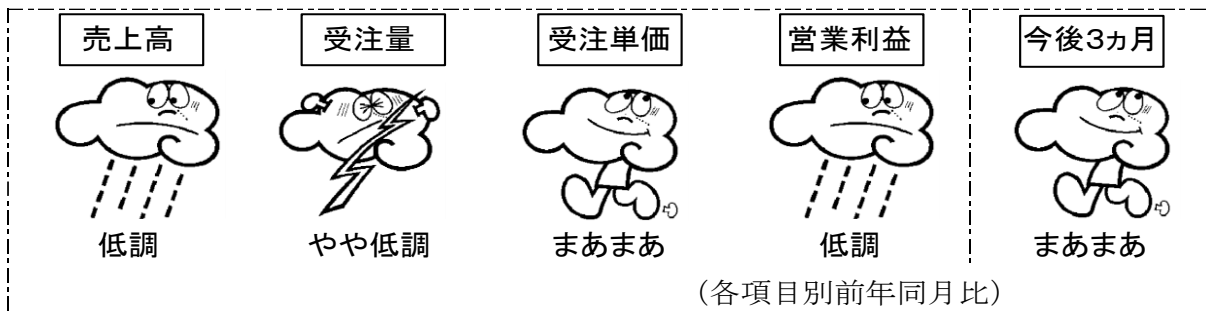 売上高 受注量 受注単価 営業利益 今後3ヵ月
低調 やや低調 まあまあ 低調 まあまあ
(各項目別前年同月比)